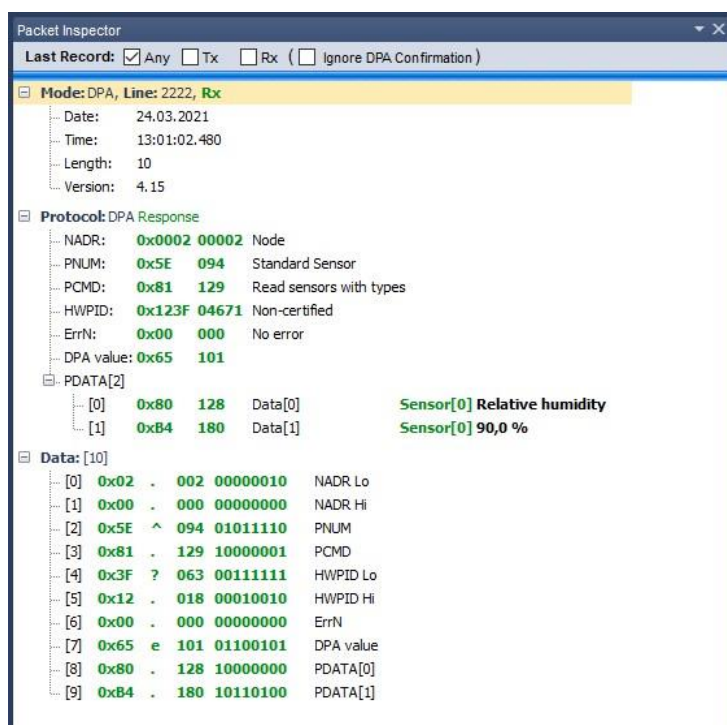 Packet Inspector
Last Record: Any Tx Rx ( Ignore DPA Confirmation )
Mode: DPA, Line: 2222, Rx
Date: 24.03.2021
Time: 13:01:02.480
Length: 10
Version: 4.15
Protocol: DPA Response
NADR: 0x0002 00002 Node
PNUM: 0x5E 094 Standard Sensor
PCMD: 0x81 129 Read sensors with types
HWPID: 0x123F 04671 Non-certified
ErrN: 0x00 000 No error
DPA value: 0x65 101
PDATA[2]
[0] 0x80 128 Data[0] Sensor[0] Relative humidity
[1] 0xB4 180 Data[1] Sensor[0] 90,0 %
Data: [10]
[0] 0x02 . 002 00000010 NADR Lo
[1] 0x00 . 000 00000000 NADR Hi
[2] 0x5E ^ 094 01011110 PNUM
[3] 0x81 . 129 10000001 PCMD
[4] 0x3F ? 063 00111111 HWPID Lo
[5] 0x12 . 018 00010010 HWPID Hi
[6] 0x00 . 000 00000000 ErrN
[7] 0x65 e 101 01100101 DPA value
[8] 0x80 . 128 10000000 PDATA[0]
[9] 0xB4 . 180 10110100 PDATA[1]